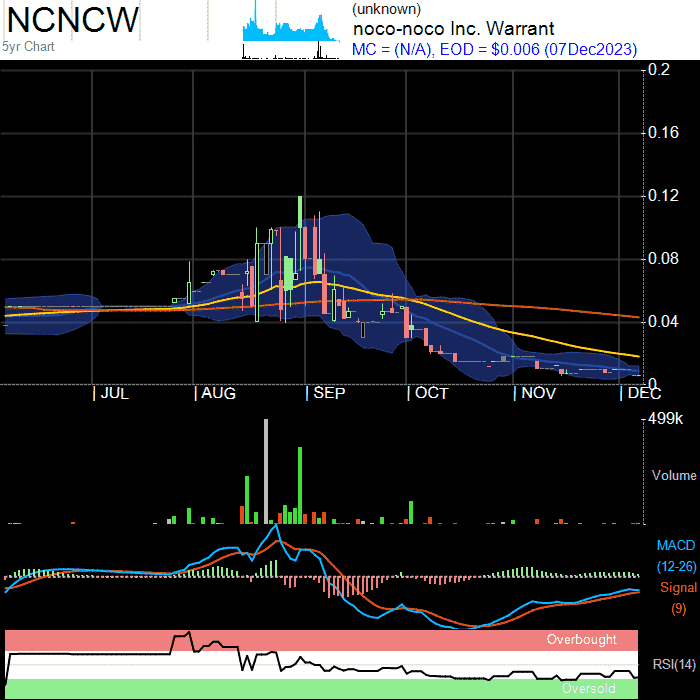 NCNCW
5yr Chart
(unknown)
noco-noco Inc. Warrant
MC = (N/A), EOD = $0.006 (07Dec2023)
0.2
0.16
0.12
0.08
0.04
0
JUL AUG SEP OCT NOV DEC
499k
Volume
MACD
(12-26)
Signal
(9)
Overbought
RSI(14)
Oversold